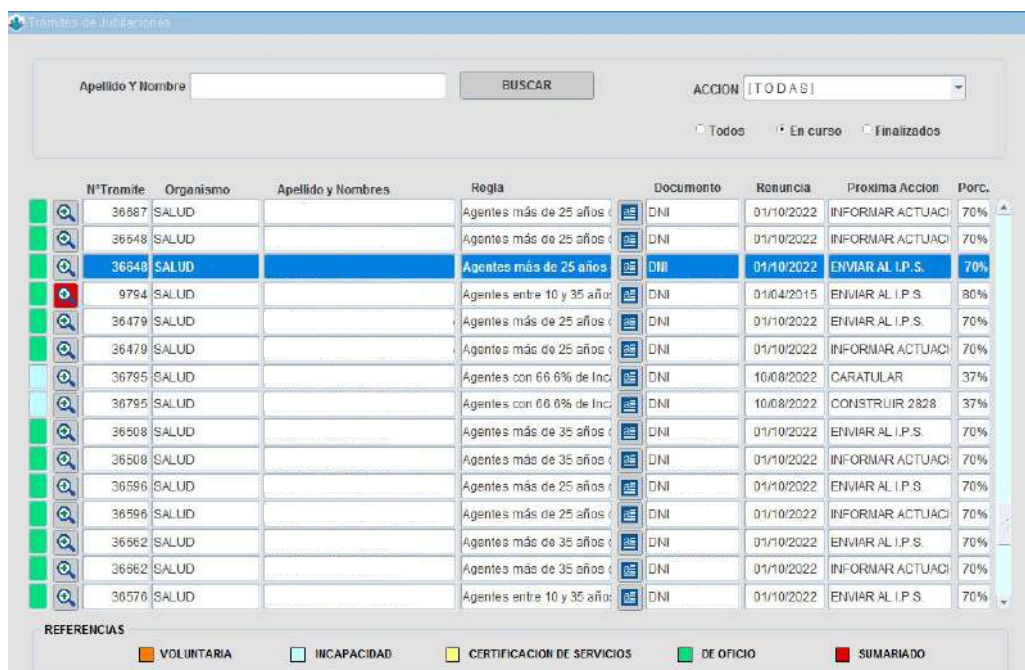 Trámites de Jubilaciones
Apellido Y Nombre BUSCAR ACCION [TODAS]
Todos En curso Finalizados
N°Tramite Organismo Apellido y Nombres Regla Documento Renuncia Proxima Accion Porc.
36687 SALUD Agentes más de 25 años DNI 01/10/2022 INFORMAR ACTUACI 70%
36648 SALUD Agentes más de 25 años DNI 01/10/2022 INFORMAR ACTUACI 70%
36648 SALUD Agentes más de 25 años DNI 01/10/2022 ENVIAR AL I.P.S. 70%
9794 SALUD Agentes entre 10 y 35 años DNI 01/04/2015 ENVIAR AL I.P.S. 80%
36479 SALUD Agentes más de 25 años DNI 01/10/2022 ENVIAR AL I.P.S. 70%
36479 SALUD Agentes más de 25 años DNI 01/10/2022 INFORMAR ACTUACI 70%
36795 SALUD Agentes con 66.6% de Inc DNI 10/08/2022 CARATULAR 37%
36795 SALUD Agentes con 66.6% de Inc DNI 10/08/2022 CONSTRUIR 2828 37%
36508 SALUD Agentes más de 35 años DNI 01/10/2022 ENVIAR AL I.P.S. 70%
36508 SALUD Agentes más de 35 años DNI 01/10/2022 INFORMAR ACTUACI 70%
36596 SALUD Agentes más de 25 años DNI 01/10/2022 ENVIAR AL I.P.S. 70%
36596 SALUD Agentes más de 25 años DNI 01/10/2022 INFORMAR ACTUACI 70%
36662 SALUD Agentes más de 35 años DNI 01/10/2022 ENVIAR AL I.P.S. 70%
36662 SALUD Agentes más de 35 años DNI 01/10/2022 INFORMAR ACTUACI 70%
36576 SALUD Agentes entre 10 y 35 años DNI 01/10/2022 ENVIAR AL I.P.S. 70%
REFERENCIAS
VOLUNTARIA INCAPACIDAD CERTIFICACION DE SERVICIOS DE OFICIO SUMARIADO